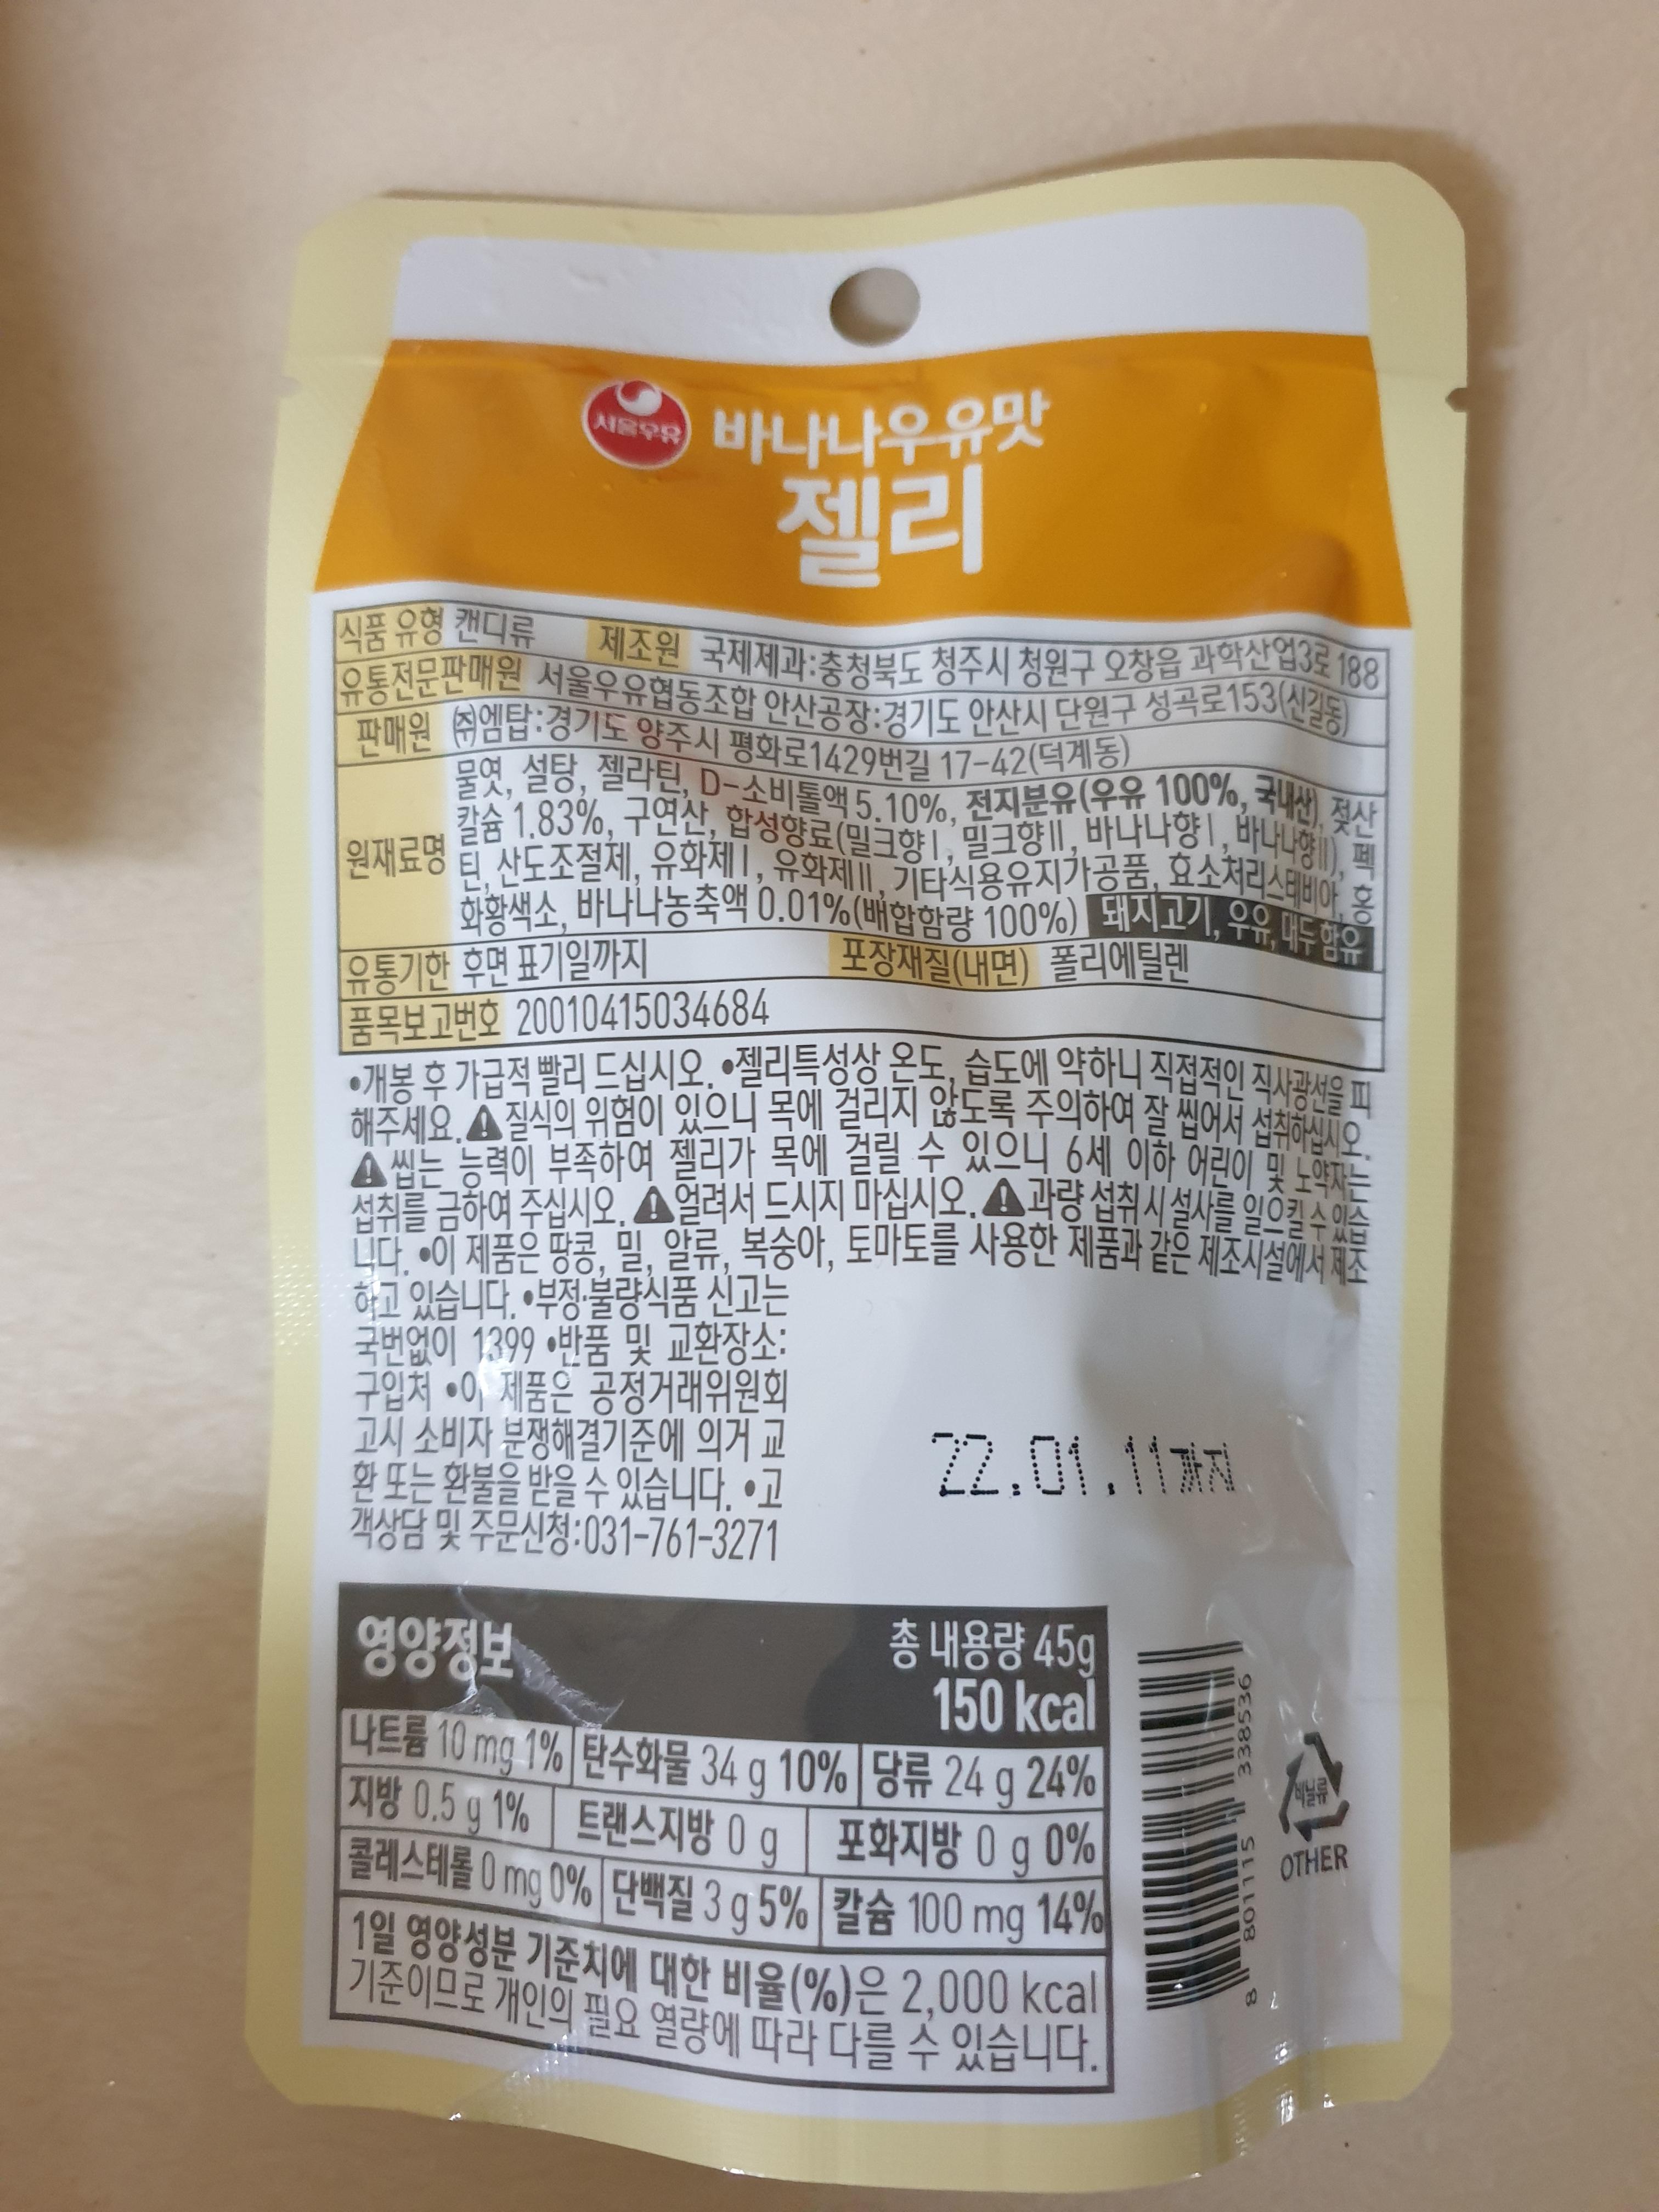 서울우유 바나나우유맛
젤리
식품 유형 캔디류 제조원 국제제과:충청북도 청주시 청원구 오창읍 과학산업3로 188
유통전문판매원 서울우유협동조합 안산공장:경기도 안산시 단원구 성곡로153(신길동)
판매원 ㈜엠탑:경기도 양주시 평화로1429번길 17-42(덕계동)
원재료명 물엿, 설탕, 젤라틴, D-소비톨액 5.10%, 전지분유(우유 100%, 국내산), 젖산
칼슘 1.83%, 구연산, 합성향료(밀크향Ⅰ, 밀크향Ⅱ, 바나나향Ⅰ, 바나나향Ⅱ), 펙
틴, 산도조절제, 유화제Ⅰ, 유화제Ⅱ, 기타식용유지가공품, 효소처리스테비아, 홍
화황색소, 바나나농축액 0.01%(배합함량 100%) 돼지고기, 우유, 대두 함유
유통기한 후면 표기일까지 포장재질(내면) 폴리에틸렌
품목보고번호 20010415034684
•개봉 후 가급적 빨리 드십시오. •젤리특성상 온도, 습도에 약하니 직접적인 직사광선을 피
해주세요. ⚠질식의 위험이 있으니 목에 걸리지 않도록 주의하여 잘 씹어서 섭취하십시오.
⚠씹는 능력이 부족하여 젤리가 목에 걸릴 수 있으니 6세 이하 어린이 및 노약자는
섭취를 금하여 주십시오. ⚠얼려서 드시지 마십시오. ⚠과량 섭취 시 설사를 일으킬 수 있습
니다. •이 제품은 땅콩, 밀, 알류, 복숭아, 토마토를 사용한 제품과 같은 제조시설에서 제조
하고 있습니다. •부정·불량식품 신고는
국번없이 1399 •반품 및 교환장소:
구입처 •이 제품은 공정거래위원회
고시 소비자 분쟁해결기준에 의거 교
환 또는 환불을 받을 수 있습니다. •고
객상담 및 주문신청:031-761-3271
22.01.11까지
영양정보 총 내용량 45g
150 kcal
나트륨 10 mg 1% 탄수화물 34 g 10% 당류 24 g 24%
지방 0.5 g 1% 트랜스지방 0 g 포화지방 0 g 0%
콜레스테롤 0 mg 0% 단백질 3 g 5% 칼슘 100 mg 14%
1일 영양성분 기준치에 대한 비율(%)은 2,000 kcal
기준이므로 개인의 필요 열량에 따라 다를 수 있습니다.
8 801115 338536
비닐류
OTHER